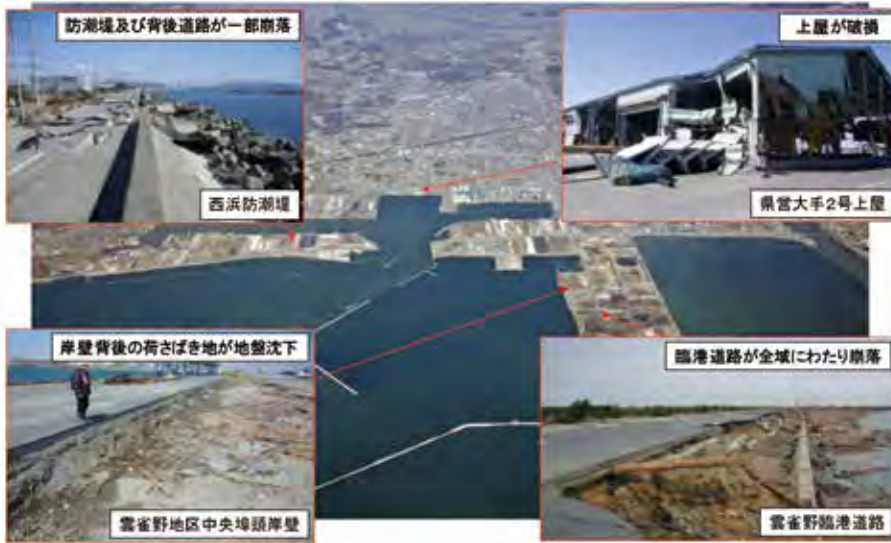 防潮堤及び背後道路が一部崩落
西浜防潮堤
上屋が破損
県営大手2号上屋
岸壁背後の荷さばき地が地盤沈下
雲雀野地区中央埠頭岸壁
臨港道路が全域にわたり崩落
雲雀野臨港道路